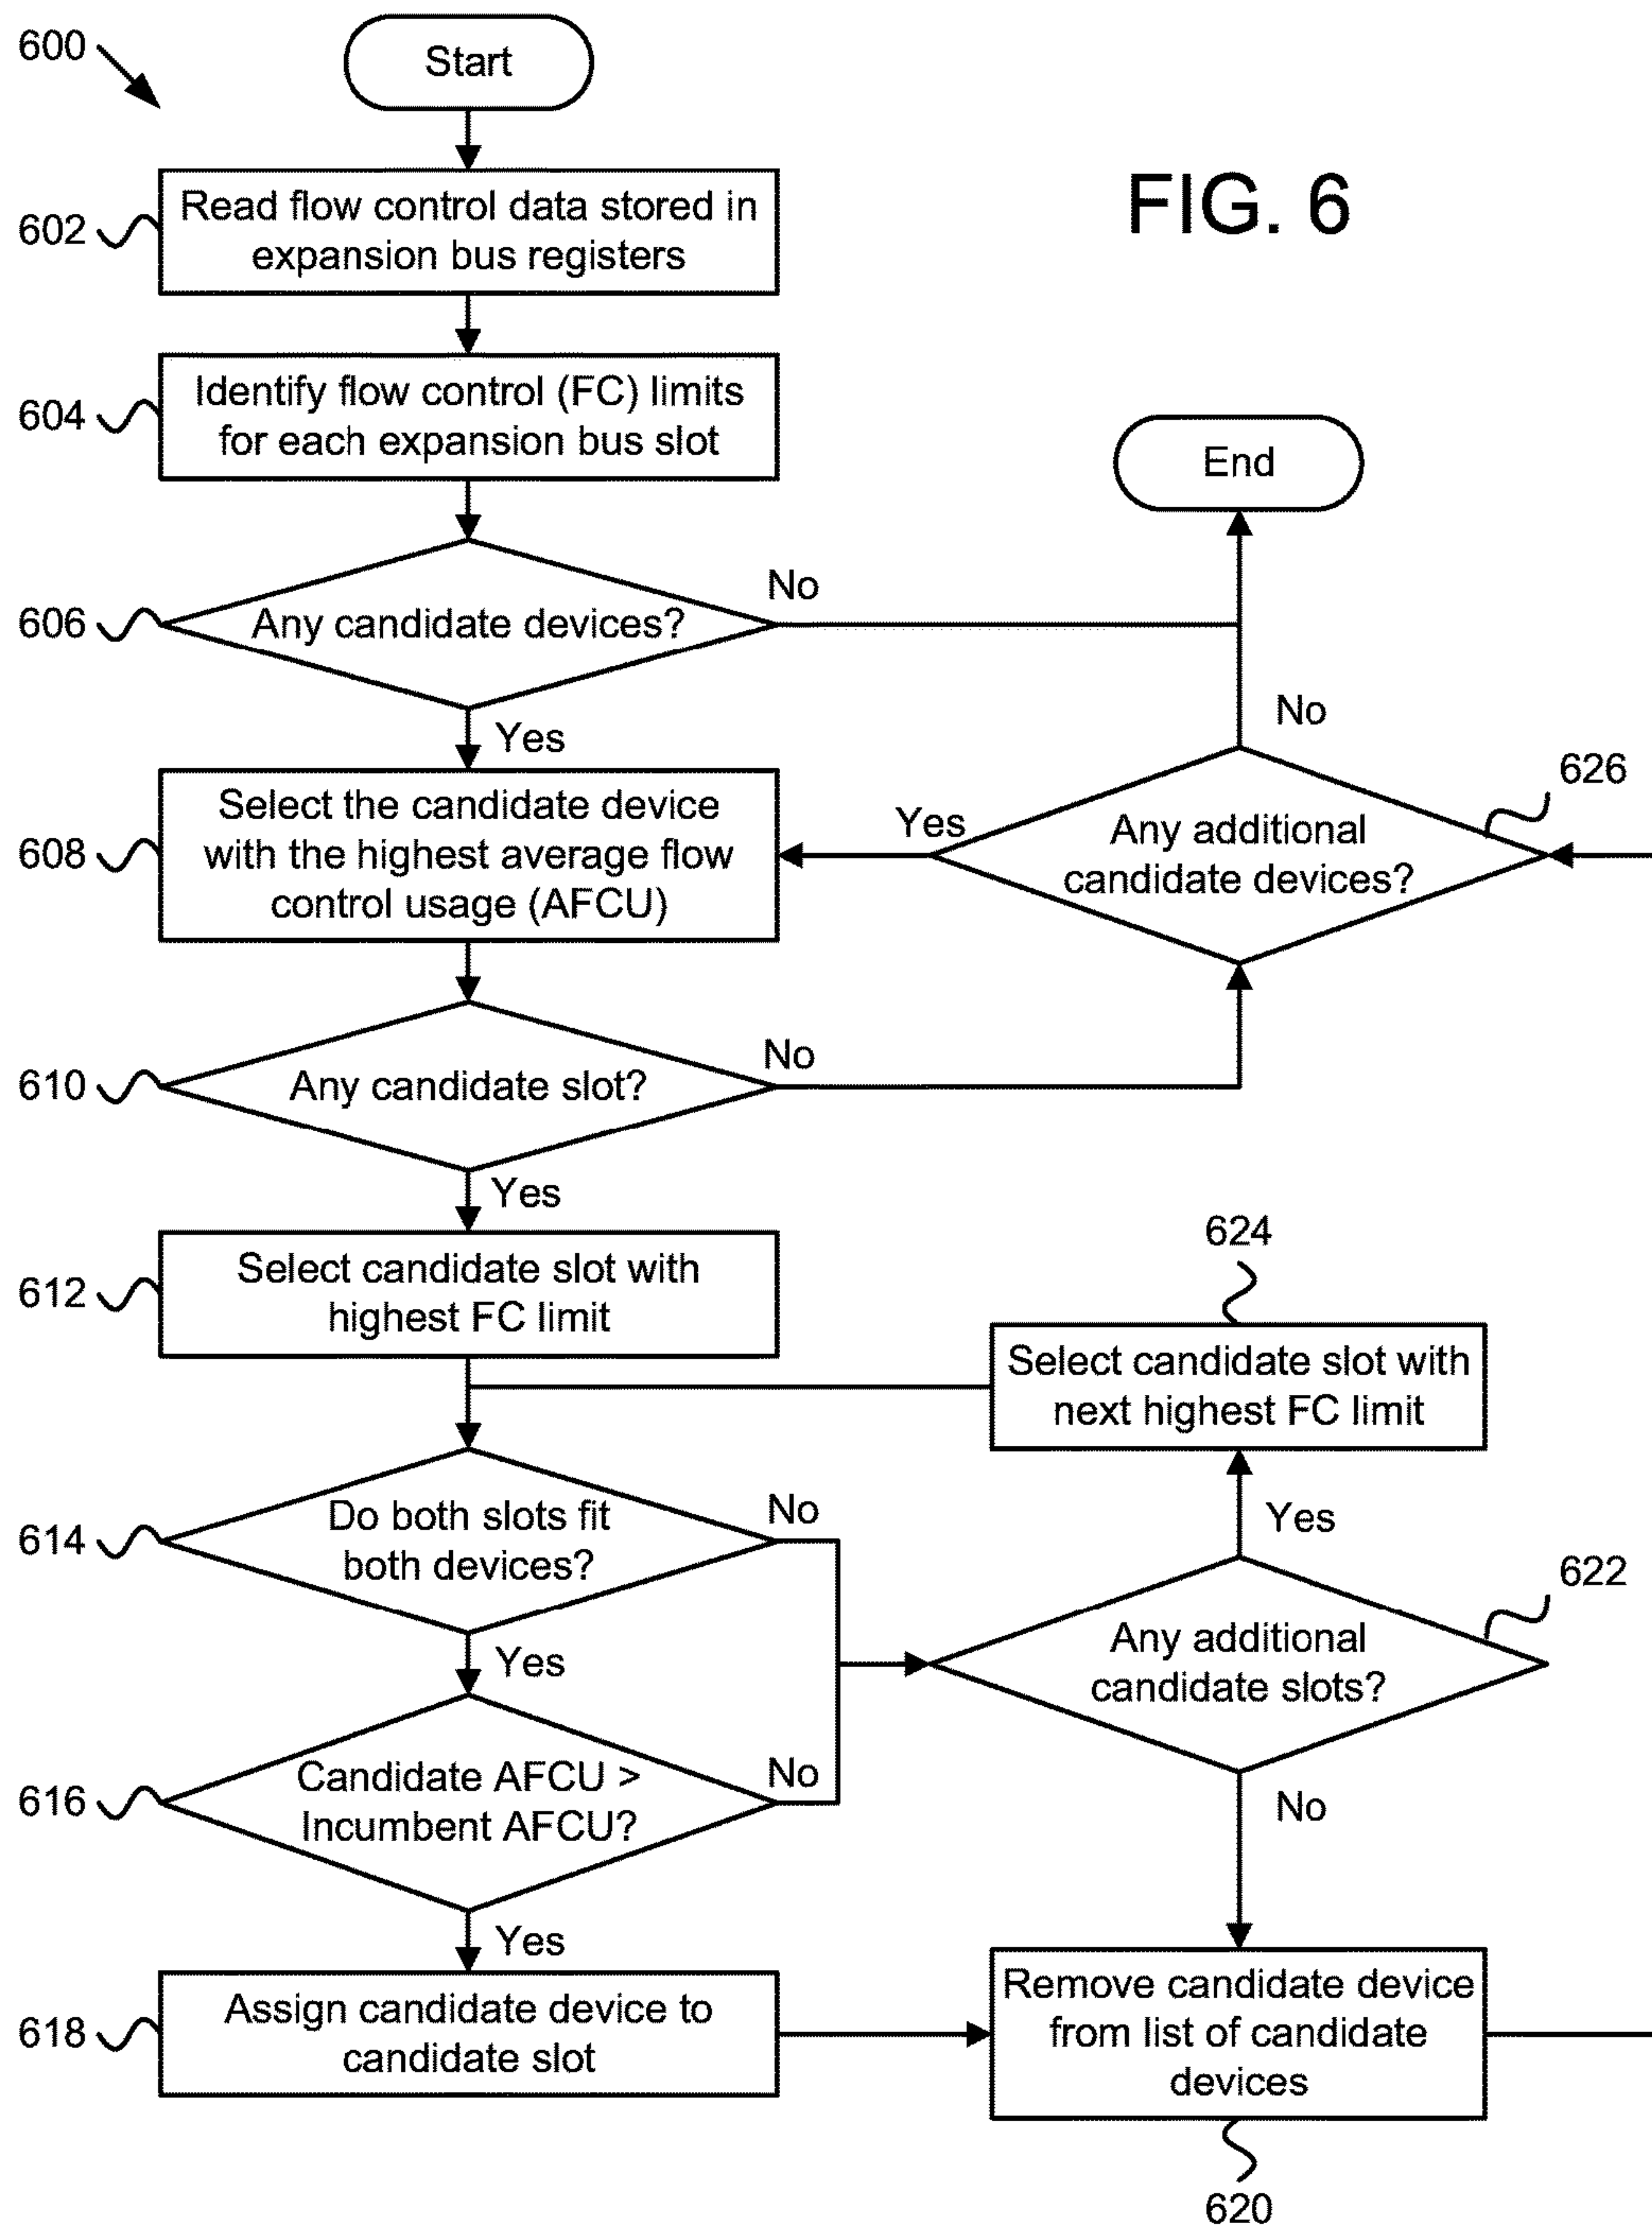 600
Start
FIG. 6
602
Read flow control data stored in
expansion bus registers
604
Identify flow control (FC) limits
for each expansion bus slot
End
606
Any candidate devices?
No
Yes
No
626
608
Select the candidate device
with the highest average flow
control usage (AFCU)
Yes
Any additional
candidate devices?
610
Any candidate slot?
No
Yes
612
Select candidate slot with
highest FC limit
624
Select candidate slot with
next highest FC limit
614
Do both slots fit
both devices?
No
Yes
622
Yes
Any additional
candidate slots?
616
Candidate AFCU >
Incumbent AFCU?
No
No
Yes
618
Assign candidate device to
candidate slot
Remove candidate device
from list of candidate
devices
620